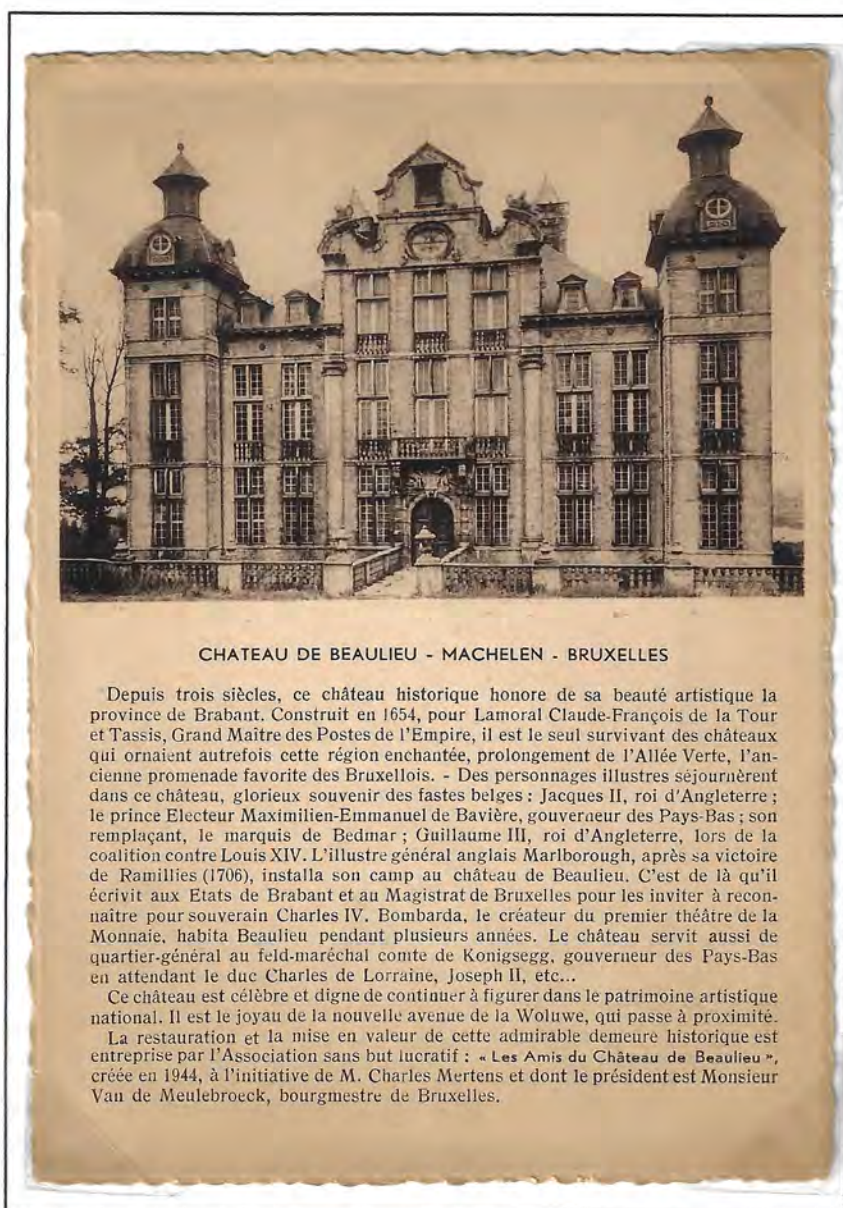 CHATEAU DE BEAULIEU - MACHELEN - BRUXELLES
Depuis trois siècles, ce château historique honore de sa beauté artistique la
province de Brabant. Construit en 1654, pour Lamoral Claude-François de la Tour
et Tassis, Grand Maître des Postes de l'Empire, il est le seul survivant des châteaux
qui ornaient autrefois cette région enchantée, prolongement de l'Allée Verte, l'an-
cienne promenade favorite des Bruxellois. - Des personnages illustres séjournèrent
dans ce château, glorieux souvenir des fastes belges : Jacques II, roi d'Angleterre ;
le prince Electeur Maximilien-Emmanuel de Bavière, gouverneur des Pays-Bas ; son
remplaçant, le marquis de Bedmar ; Guillaume III, roi d'Angleterre, lors de la
coalition contre Louis XIV. L'illustre général anglais Marlborough, après sa victoire
de Ramillies (1706), installa son camp au château de Beaulieu. C'est de là qu'il
écrivit aux Etats de Brabant et au Magistrat de Bruxelles pour les inviter à recon-
naître pour souverain Charles IV. Bombarda, le créateur du premier théâtre de la
Monnaie, habita Beaulieu pendant plusieurs années. Le château servit aussi de
quartier-général au feld-maréchal comte de Konigsegg, gouverneur des Pays-Bas
en attendant le duc Charles de Lorraine, Joseph II, etc...
Ce château est célèbre et digne de continuer à figurer dans le patrimoine artistique
national. Il est le joyau de la nouvelle avenue de la Woluwe, qui passe à proximité.
La restauration et la mise en valeur de cette admirable demeure historique est
entreprise par l'Association sans but lucratif : « Les Amis du Château de Beaulieu »,
créée en 1944, à l'initiative de M. Charles Mertens et dont le président est Monsieur
Van de Meulebroeck, bourgmestre de Bruxelles.